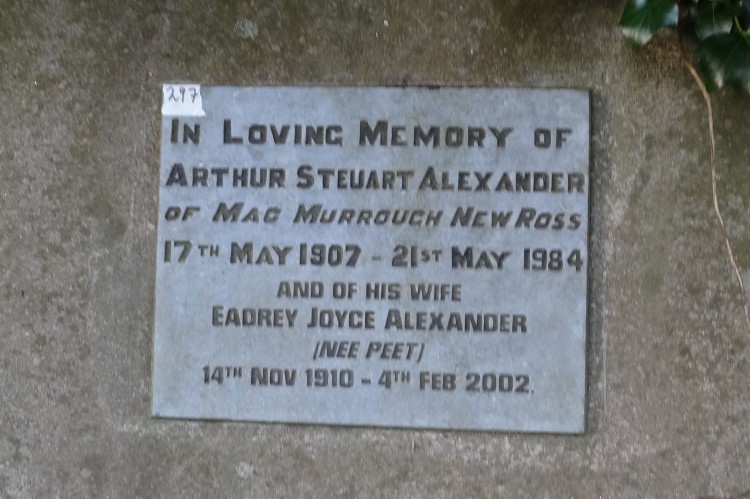 297
IN LOVING MEMORY OF
ARTHUR STEUART ALEXANDER
OF MAC MURROUGH NEW ROSS
17TH MAY 1907 - 21ST MAY 1984
AND OF HIS WIFE
EADREY JOYCE ALEXANDER
(NEE PEET)
14TH NOV 1910 - 4TH FEB 2002.